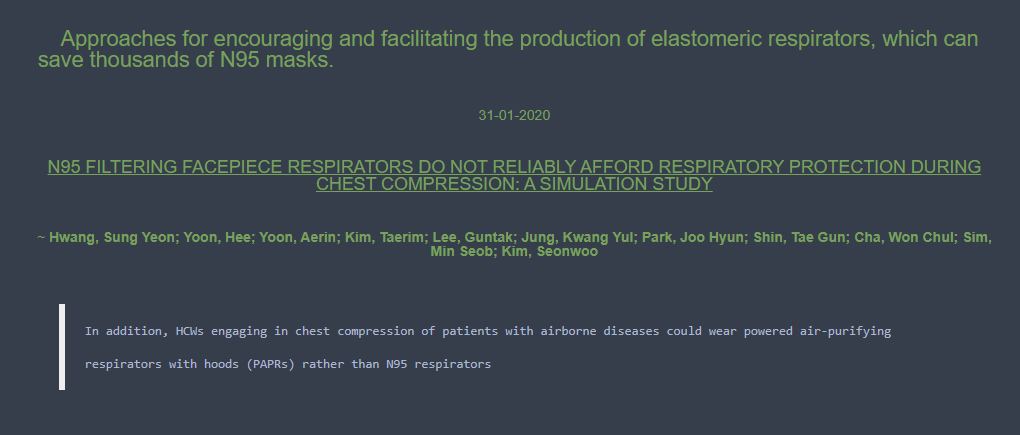 Approaches for encouraging and facilitating the production of elastomeric respirators, which can
save thousands of N95 masks.
31-01-2020
N95 FILTERING FACEPIECE RESPIRATORS DO NOT RELIABLY AFFORD RESPIRATORY PROTECTION DURING
CHEST COMPRESSION: A SIMULATION STUDY
~ Hwang, Sung Yeon; Yoon, Hee; Yoon, Aerin; Kim, Taerim; Lee, Guntak; Jung, Kwang Yul; Park, Joo Hyun; Shin, Tae Gun; Cha, Won Chul; Sim,
Min Seob; Kim, Seonwoo
In addition, HCWs engaging in chest compression of patients with airborne diseases could wear powered air-purifying
respirators with hoods (PAPRs) rather than N95 respirators